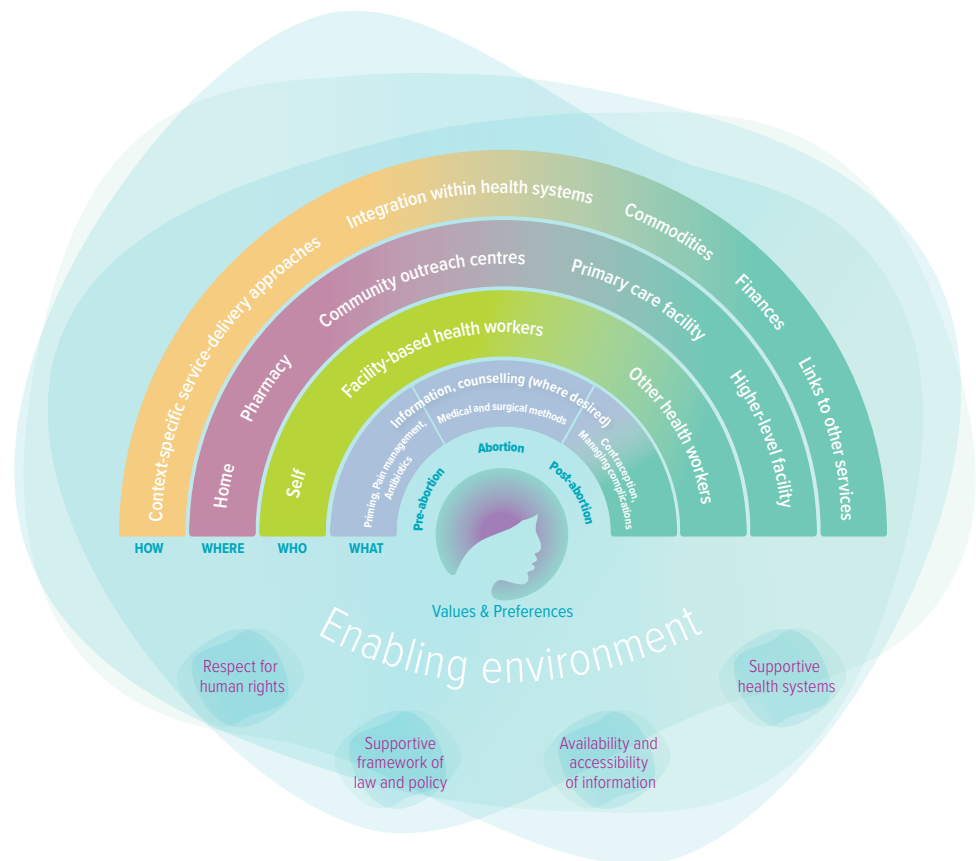 Context-specific service-delivery approaches
Integration within health systems
Commodities
Finances
Links to other services
Home
Pharmacy
Community outreach centres
Primary care facility
Higher-level facility
Self
Facility-based health workers
Other health workers
Information, counselling (where desired)
Priming, Pain management,
Antibiotics
Medical and surgical methods
Contraception,
Managing complications
Pre-abortion
Abortion
Post-abortion
HOW
WHERE
WHO
WHAT
Values & Preferences
Enabling environment
Respect for
human rights
Supportive
framework of
law and policy
Availability and
accessibility
of information
Supportive
health systems